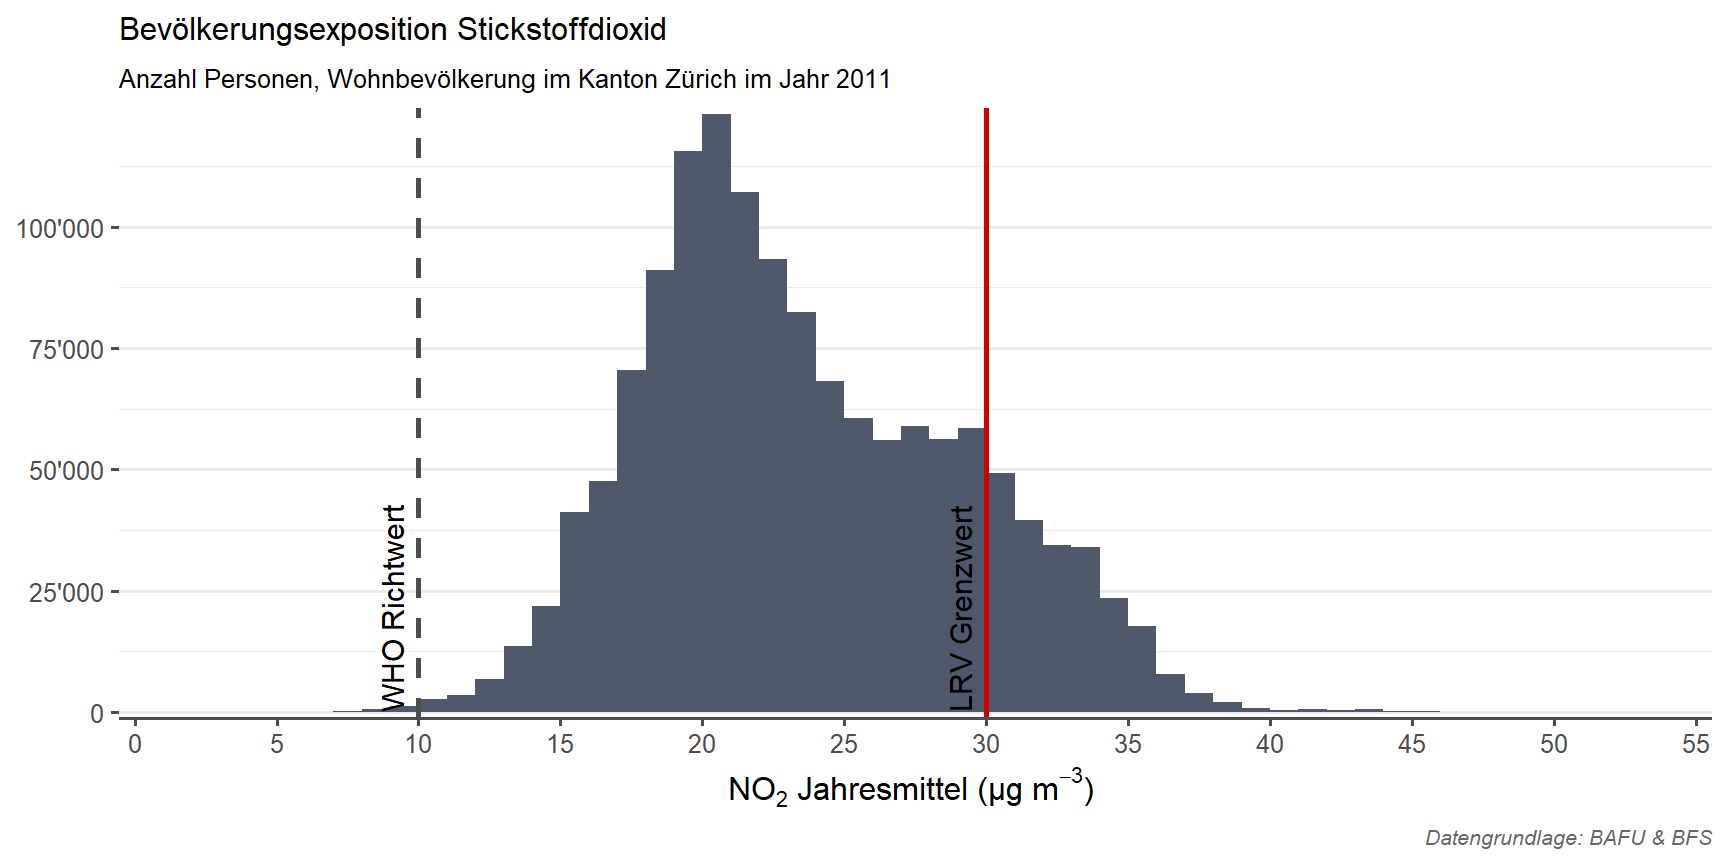 Bevölkerungsexposition Stickstoffdioxid
Anzahl Personen, Wohnbevölkerung im Kanton Zürich im Jahr 2011
100'000
75'000
50'000
25'000
0
WHO Richtwert
LRV Grenzwert
0 5 10 15 20 25 30 35 40 45 50 55
NO₂ Jahresmittel (µg m⁻³)
Datengrundlage: BAFU & BFS